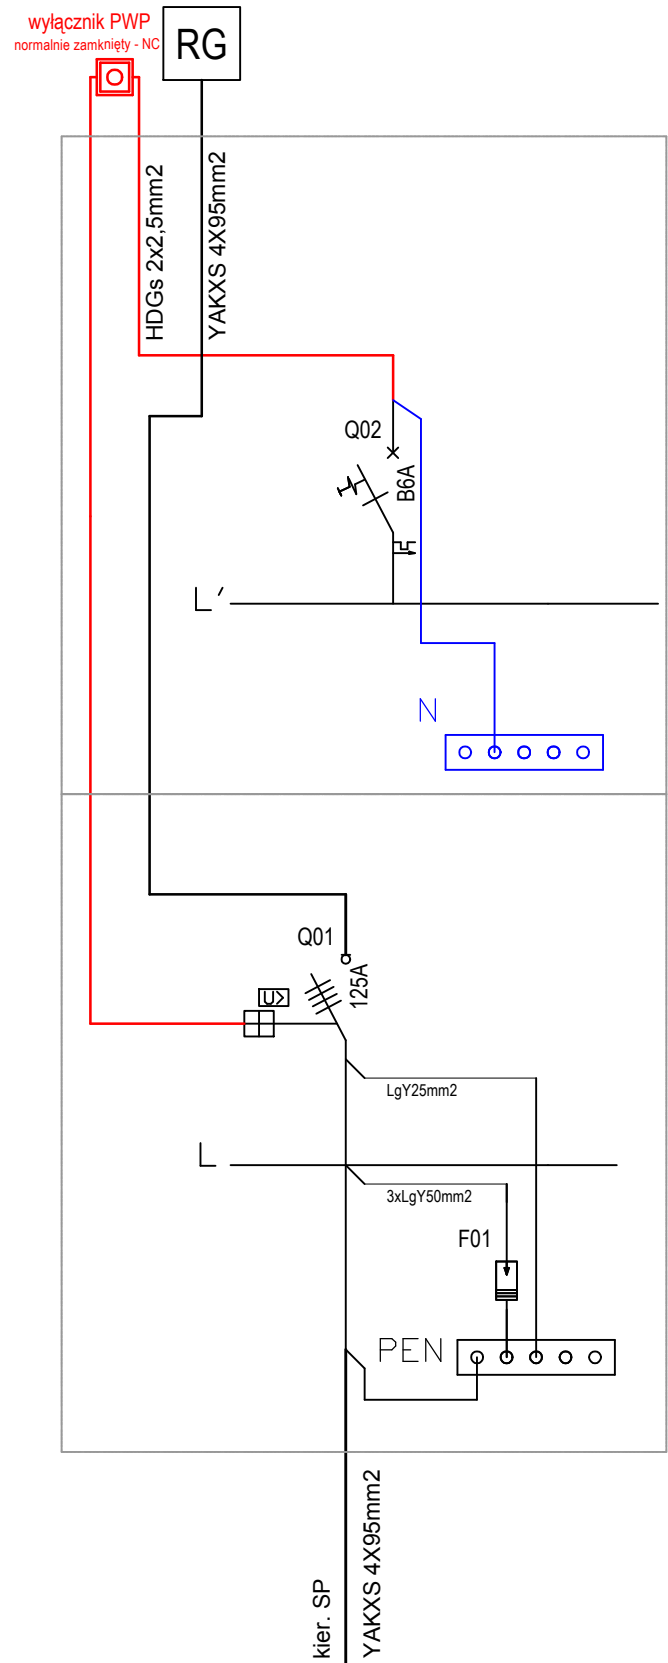 wyłącznik PWP
normalnie zamknięty - NC
RG
HDGs 2x2,5mm2
YAKXS 4X95mm2
Q02
B6A
L'
N
Q01
125A
U>
LgY25mm2
L
3xLgY50mm2
F01
PEN
kier. SP
YAKXS 4X95mm2